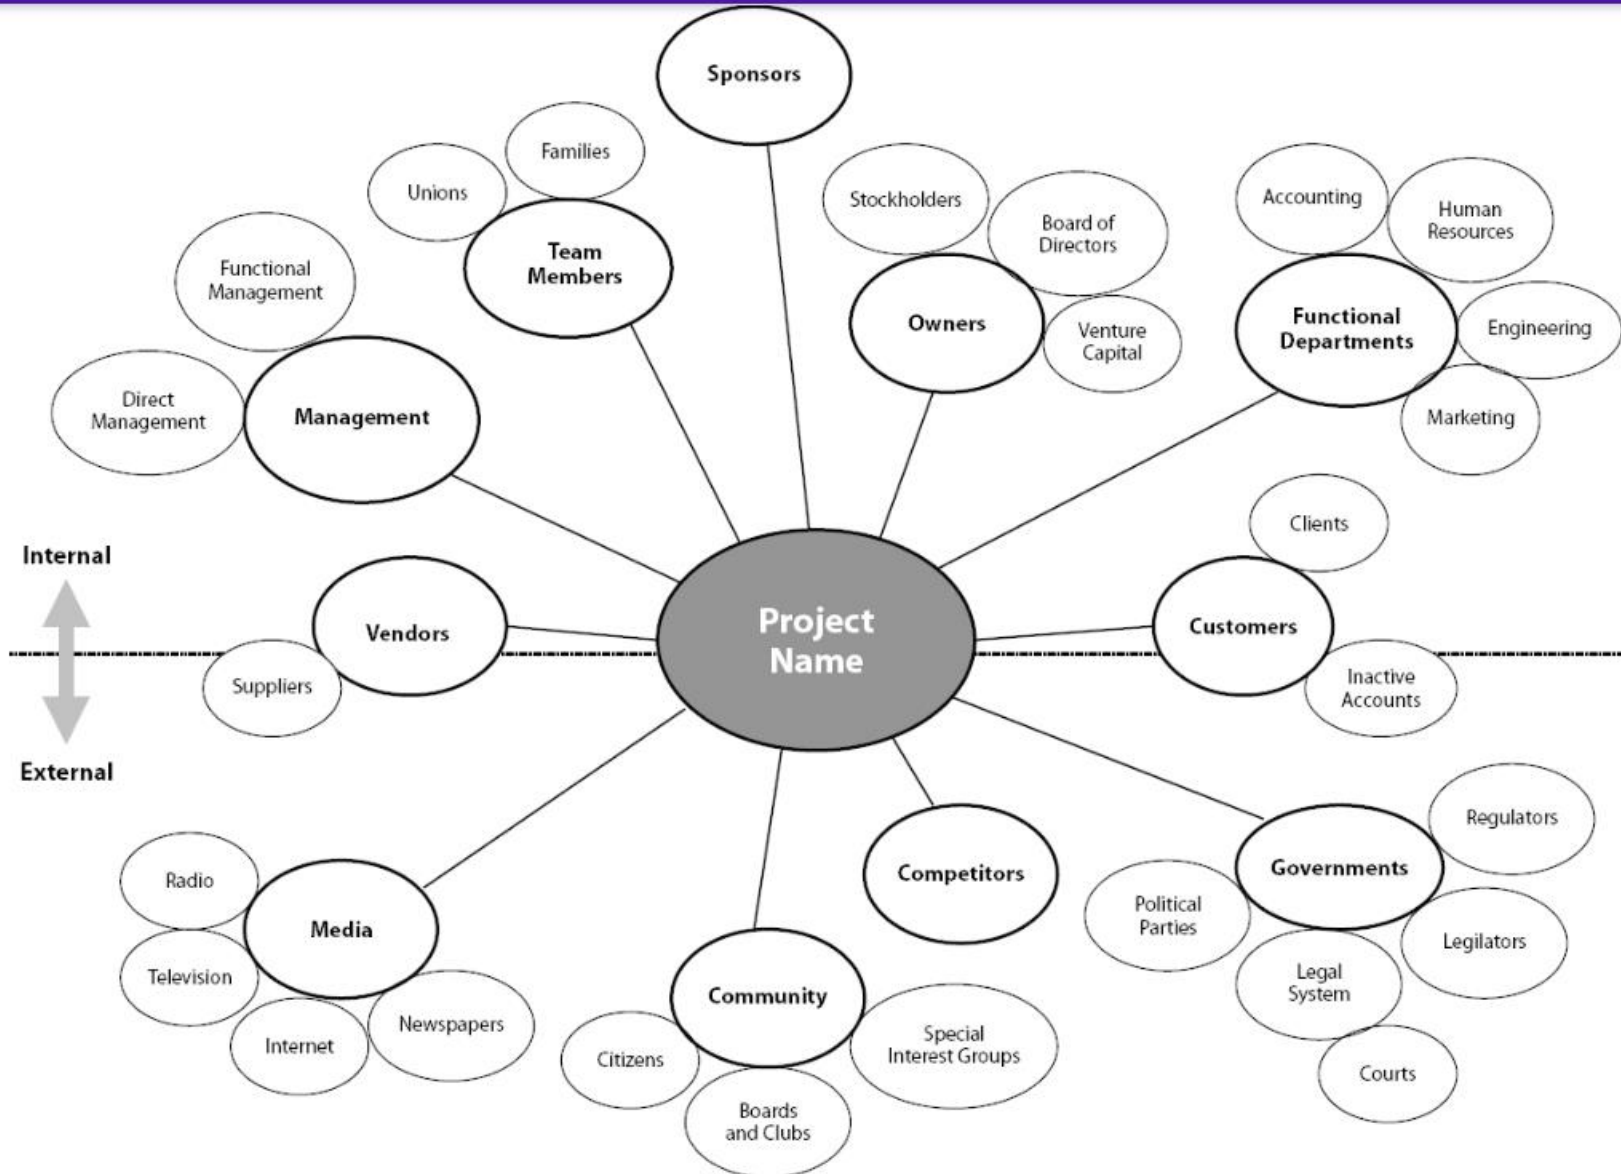 Sponsors
Families
Unions
Team
Members
Stockholders
Board of
Directors
Owners
Venture
Capital
Accounting
Human
Resources
Functional
Departments
Engineering
Marketing
Functional
Management
Direct
Management
Management
Clients
Internal
Vendors
Project
Name
Customers
Suppliers
Inactive
Accounts
External
Radio
Media
Television
Internet
Newspapers
Community
Citizens
Special
Interest Groups
Boards
and Clubs
Competitors
Governments
Regulators
Political
Parties
Legilators
Legal
System
Courts